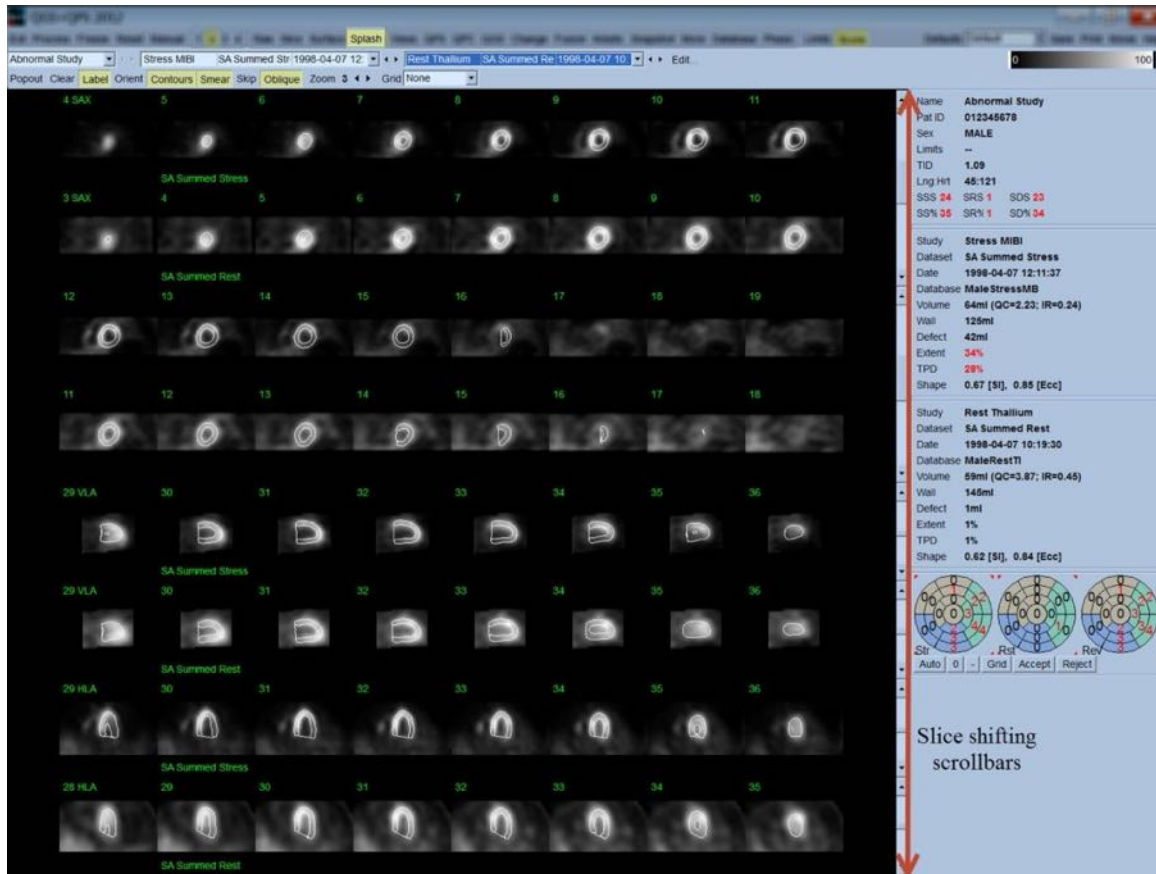 QGS+QPS 2012
Splash
Abnormal Study Stress MIBI SA Summed Str 1998-04-07 12: Rest Thallium SA Summed Re 1998-04-07 10: Edit...
0 100
Popout Clear Label Orient Contours Smear Skip Oblique Zoom 3 Grid None
4 SAX 5 6 7 8 9 10 11
SA Summed Stress
3 SAX 4 5 6 7 8 9 10
SA Summed Rest
12 13 14 15 16 17 18 19
11 12 13 14 15 16 17 18
29 VLA 30 31 32 33 34 35 36
SA Summed Stress
29 VLA 30 31 32 33 34 35 36
SA Summed Rest
29 HLA 30 31 32 33 34 35 36
SA Summed Stress
28 HLA 29 30 31 32 33 34 35
SA Summed Rest
Name Abnormal Study
Pat ID 012345678
Sex MALE
Limits --
TID 1.09
Lng Hrt 45:121
SSS 24 SRS 1 SDS 23
SS% 35 SR% 1 SD% 34
Study Stress MIBI
Dataset SA Summed Stress
Date 1998-04-07 12:11:37
Database MaleStressMB
Volume 64ml (QC=2.23; IR=0.24)
Wall 125ml
Defect 42ml
Extent 34%
TPD 28%
Shape 0.67 [SI], 0.85 [Ecc]
Study Rest Thallium
Dataset SA Summed Rest
Date 1998-04-07 10:19:30
Database MaleRestTl
Volume 59ml (QC=3.87; IR=0.45)
Wall 145ml
Defect 1ml
Extent 1%
TPD 1%
Shape 0.62 [SI], 0.84 [Ecc]
Str Rst Rev
Auto 0 - Grid Accept Reject
Slice shifting
scrollbars